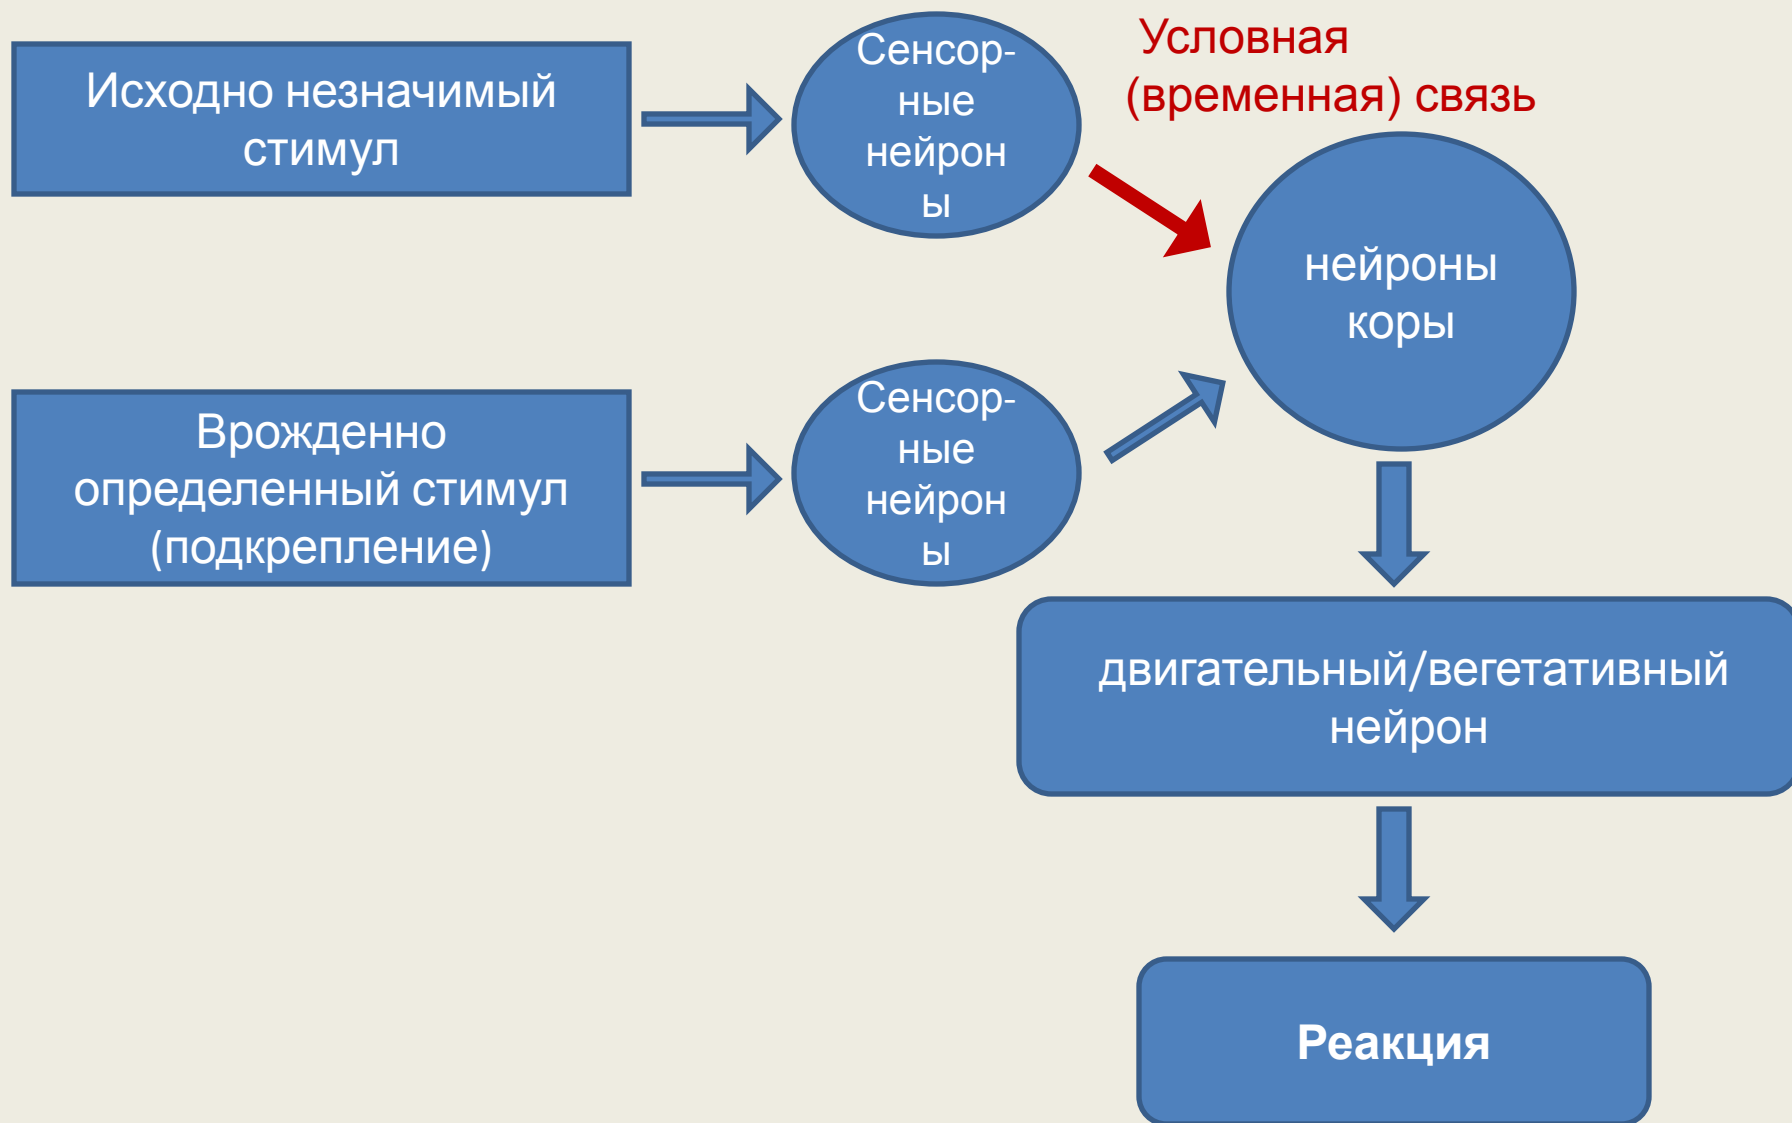 Исходно незначимый
стимул
Сенсор-
ные
нейрон
ы
Условная
(временная) связь
нейроны
коры
Врожденно
определенный стимул
(подкрепление)
Сенсор-
ные
нейрон
ы
двигательный/вегетативный
нейрон
Реакция